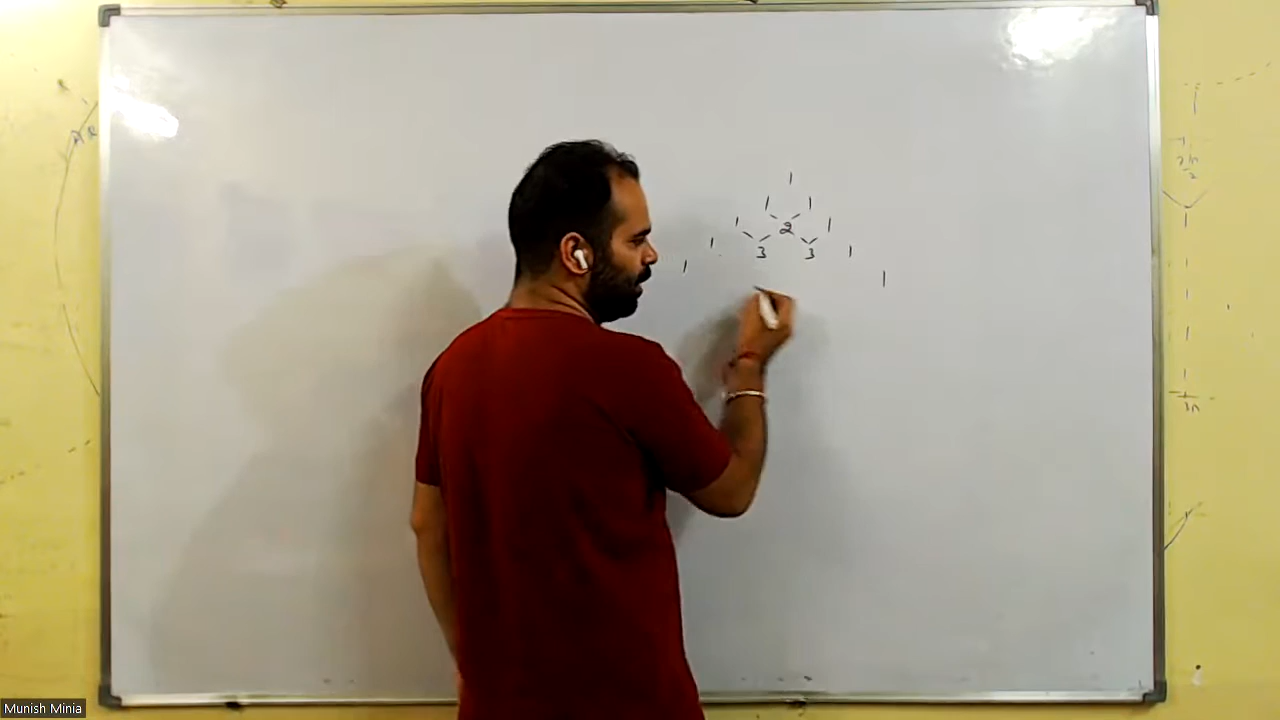 1
1 1
1 2 1
1 3 3 1
1 1
Munish Minia